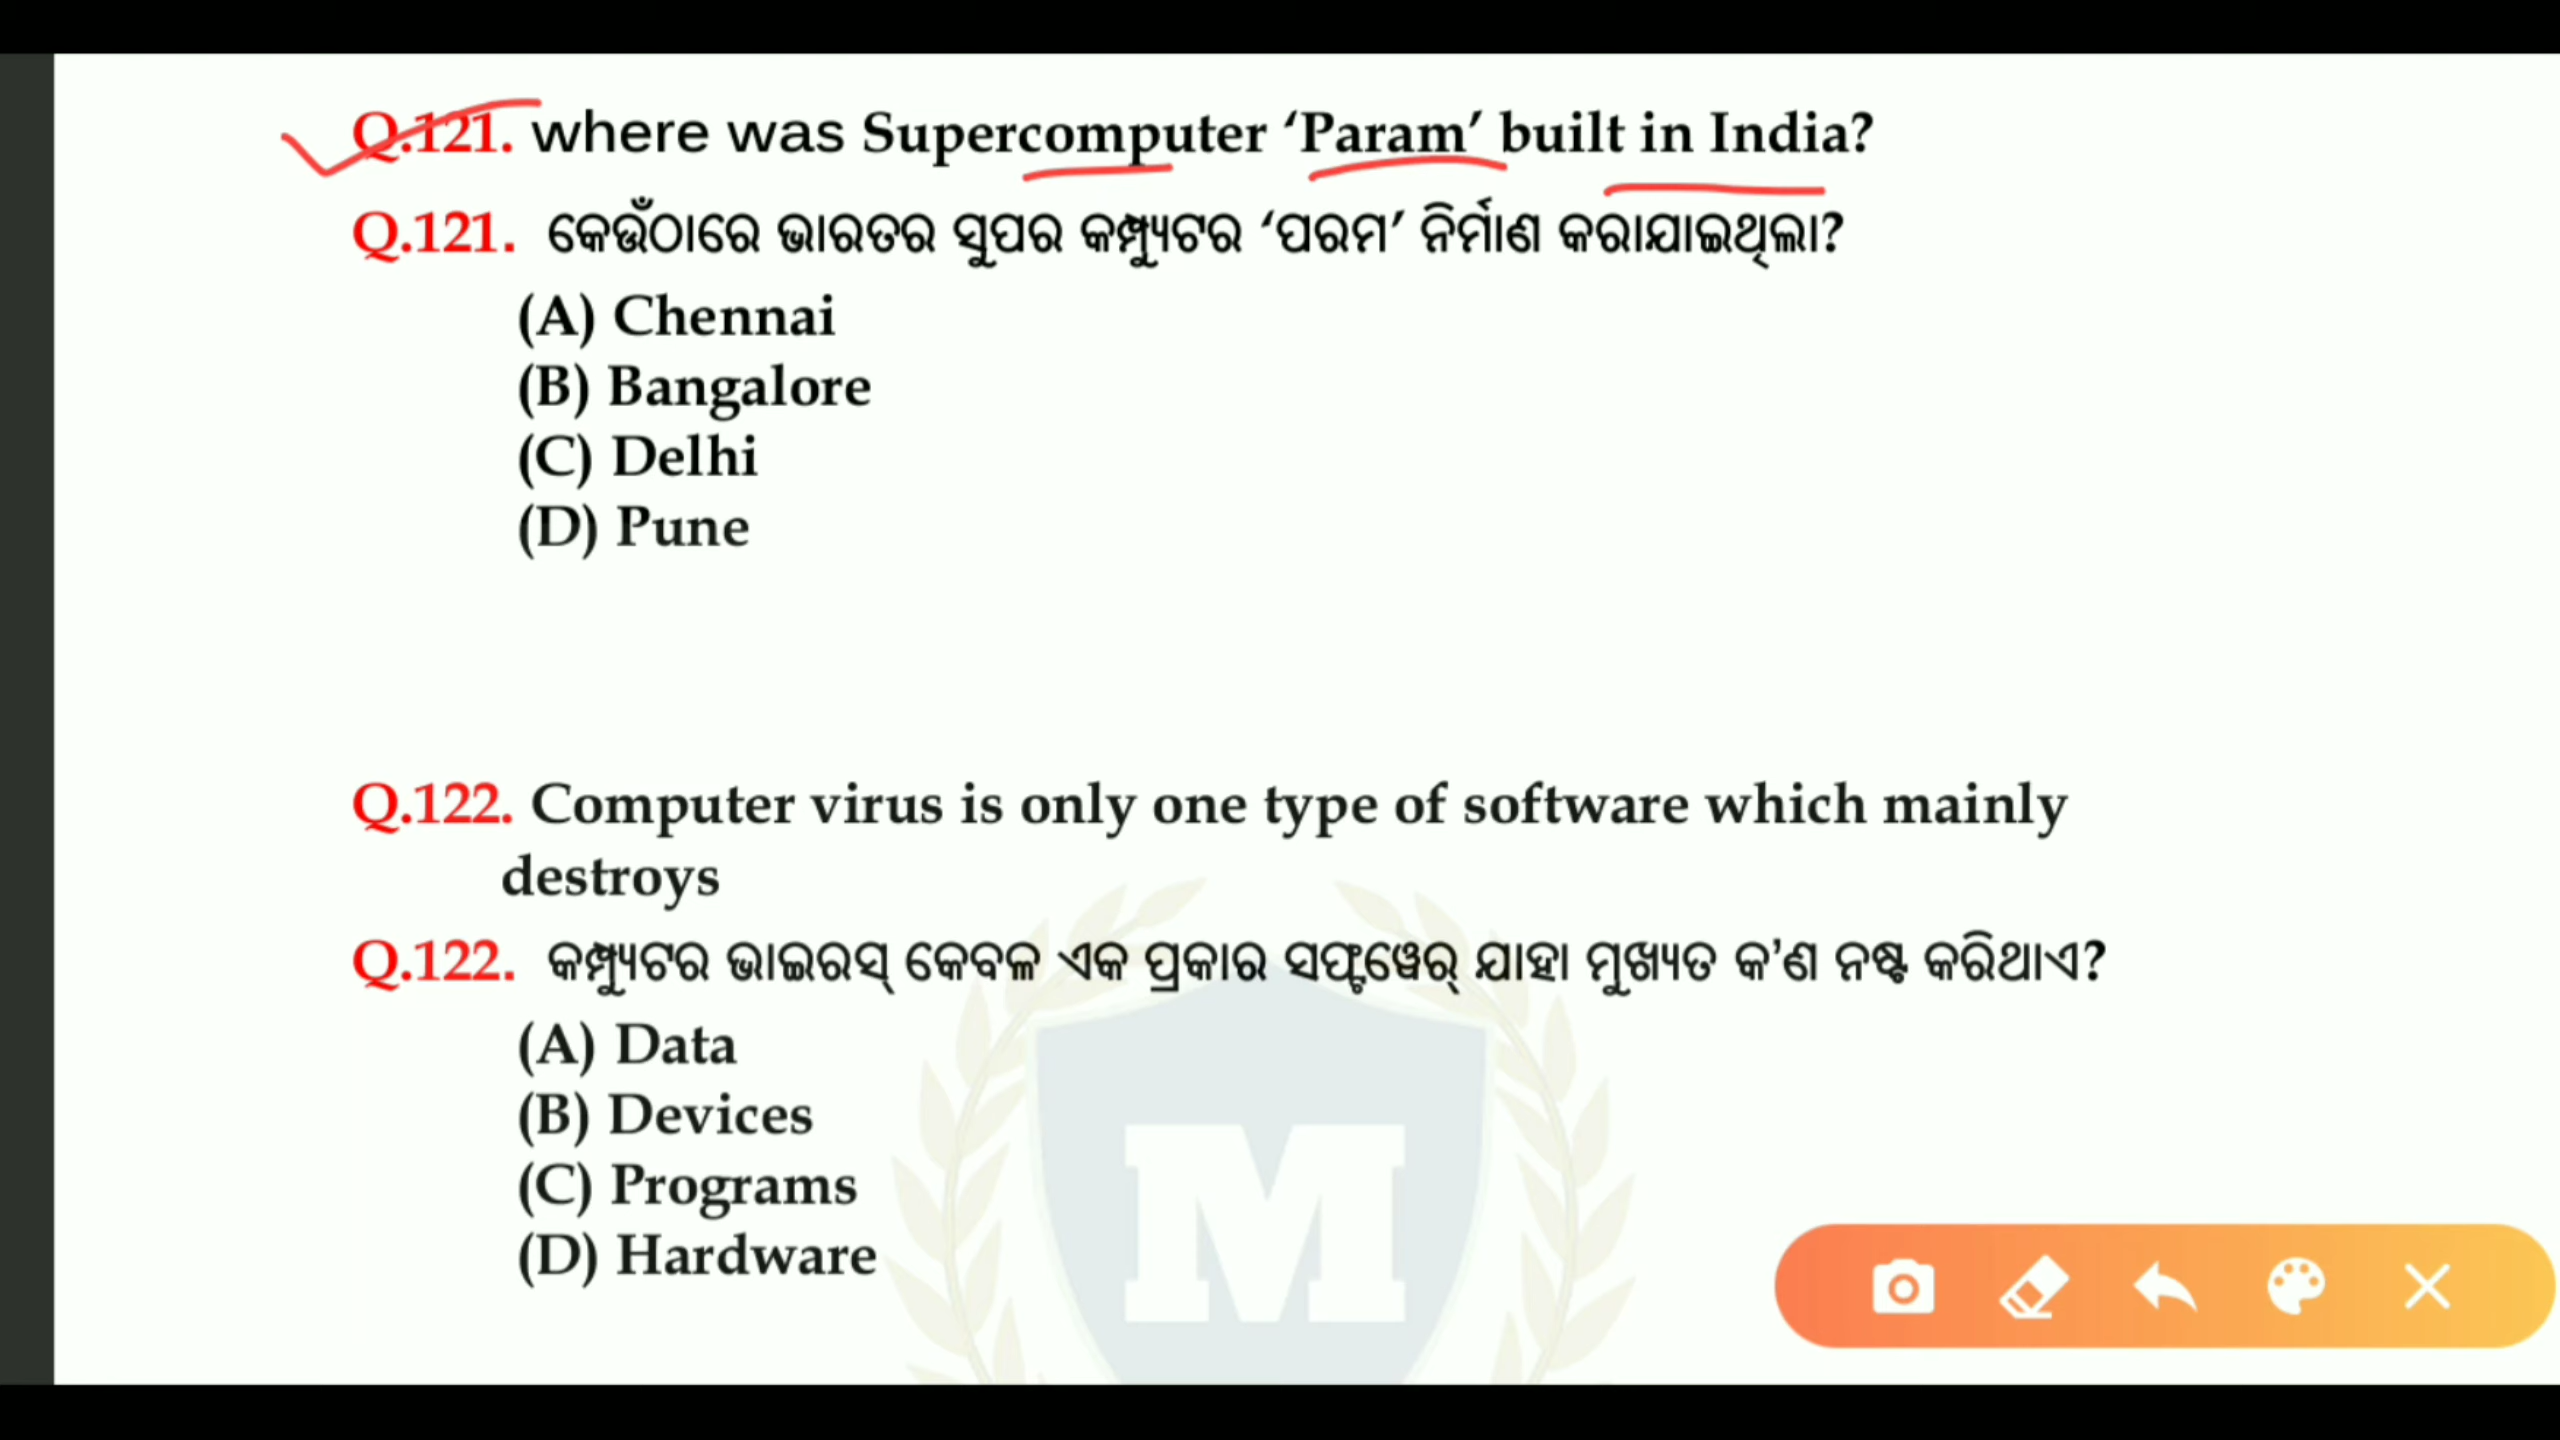 Q.121. where was Supercomputer ‘Param’ built in India?
Q.121. କେଉଁଠାରେ ଭାରତର ସୁପର କମ୍ପ୍ୟୁଟର ‘ପରମ’ ନିର୍ମାଣ କରାଯାଇଥିଲା?
(A) Chennai
(B) Bangalore
(C) Delhi
(D) Pune
Q.122. Computer virus is only one type of software which mainly
destroys
Q.122. କମ୍ପ୍ୟୁଟର ଭାଇରସ୍ କେବଳ ଏକ ପ୍ରକାର ସଫ୍ଟୱେର୍ ଯାହା ମୁଖ୍ୟତ କ'ଣ ନଷ୍ଟ କରିଥାଏ?
(A) Data
(B) Devices
(C) Programs
(D) Hardware
M